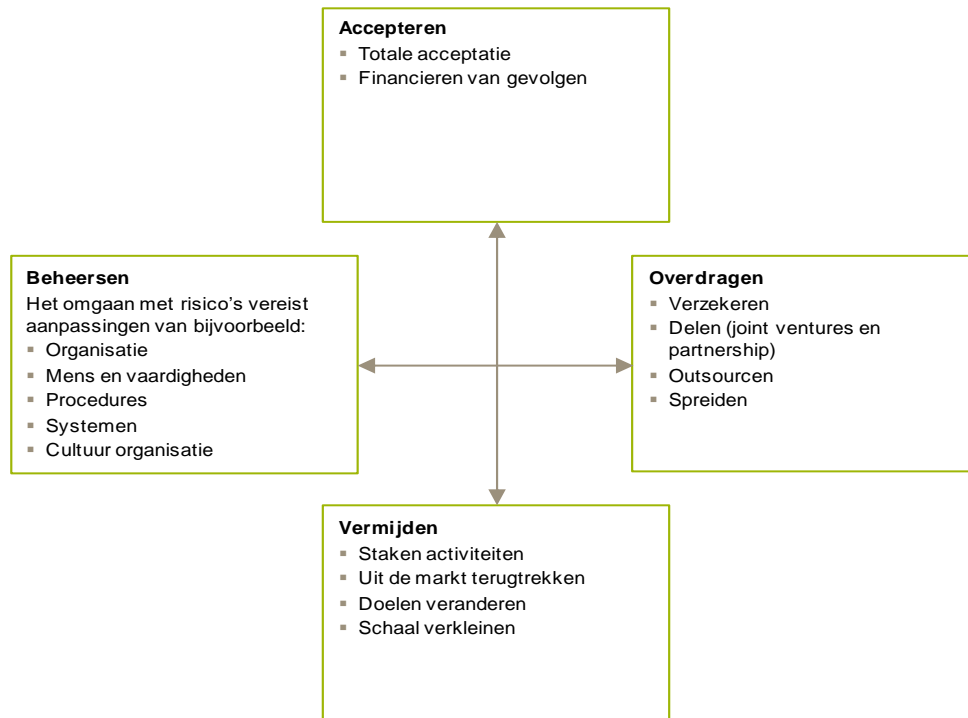 Accepteren
▪ Totale acceptatie
▪ Financieren van gevolgen
Beheersen
Het omgaan met risico's vereist
aanpassingen van bijvoorbeeld:
▪ Organisatie
▪ Mens en vaardigheden
▪ Procedures
▪ Systemen
▪ Cultuur organisatie
Overdragen
▪ Verzekeren
▪ Delen (joint ventures en
partnership)
▪ Outsourcen
▪ Spreiden
Vermijden
▪ Staken activiteiten
▪ Uit de markt terugtrekken
▪ Doelen veranderen
▪ Schaal verkleinen